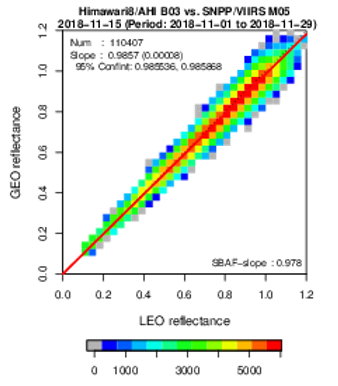 Himawari8/AHI B03 vs. SNPP/VIIRS M05
2018-11-15 (Period: 2018-11-01 to 2018-11-29)
Num : 110407
Slope : 0.9857 (0.00008)
95% Confint: 0.985536, 0.985868
GEO reflectance
1.2
1.0
0.8
0.6
0.4
0.2
0.0
SBAF-slope : 0.978
0.0 0.2 0.4 0.6 0.8 1.0 1.2
LEO reflectance
0 1000 3000 5000